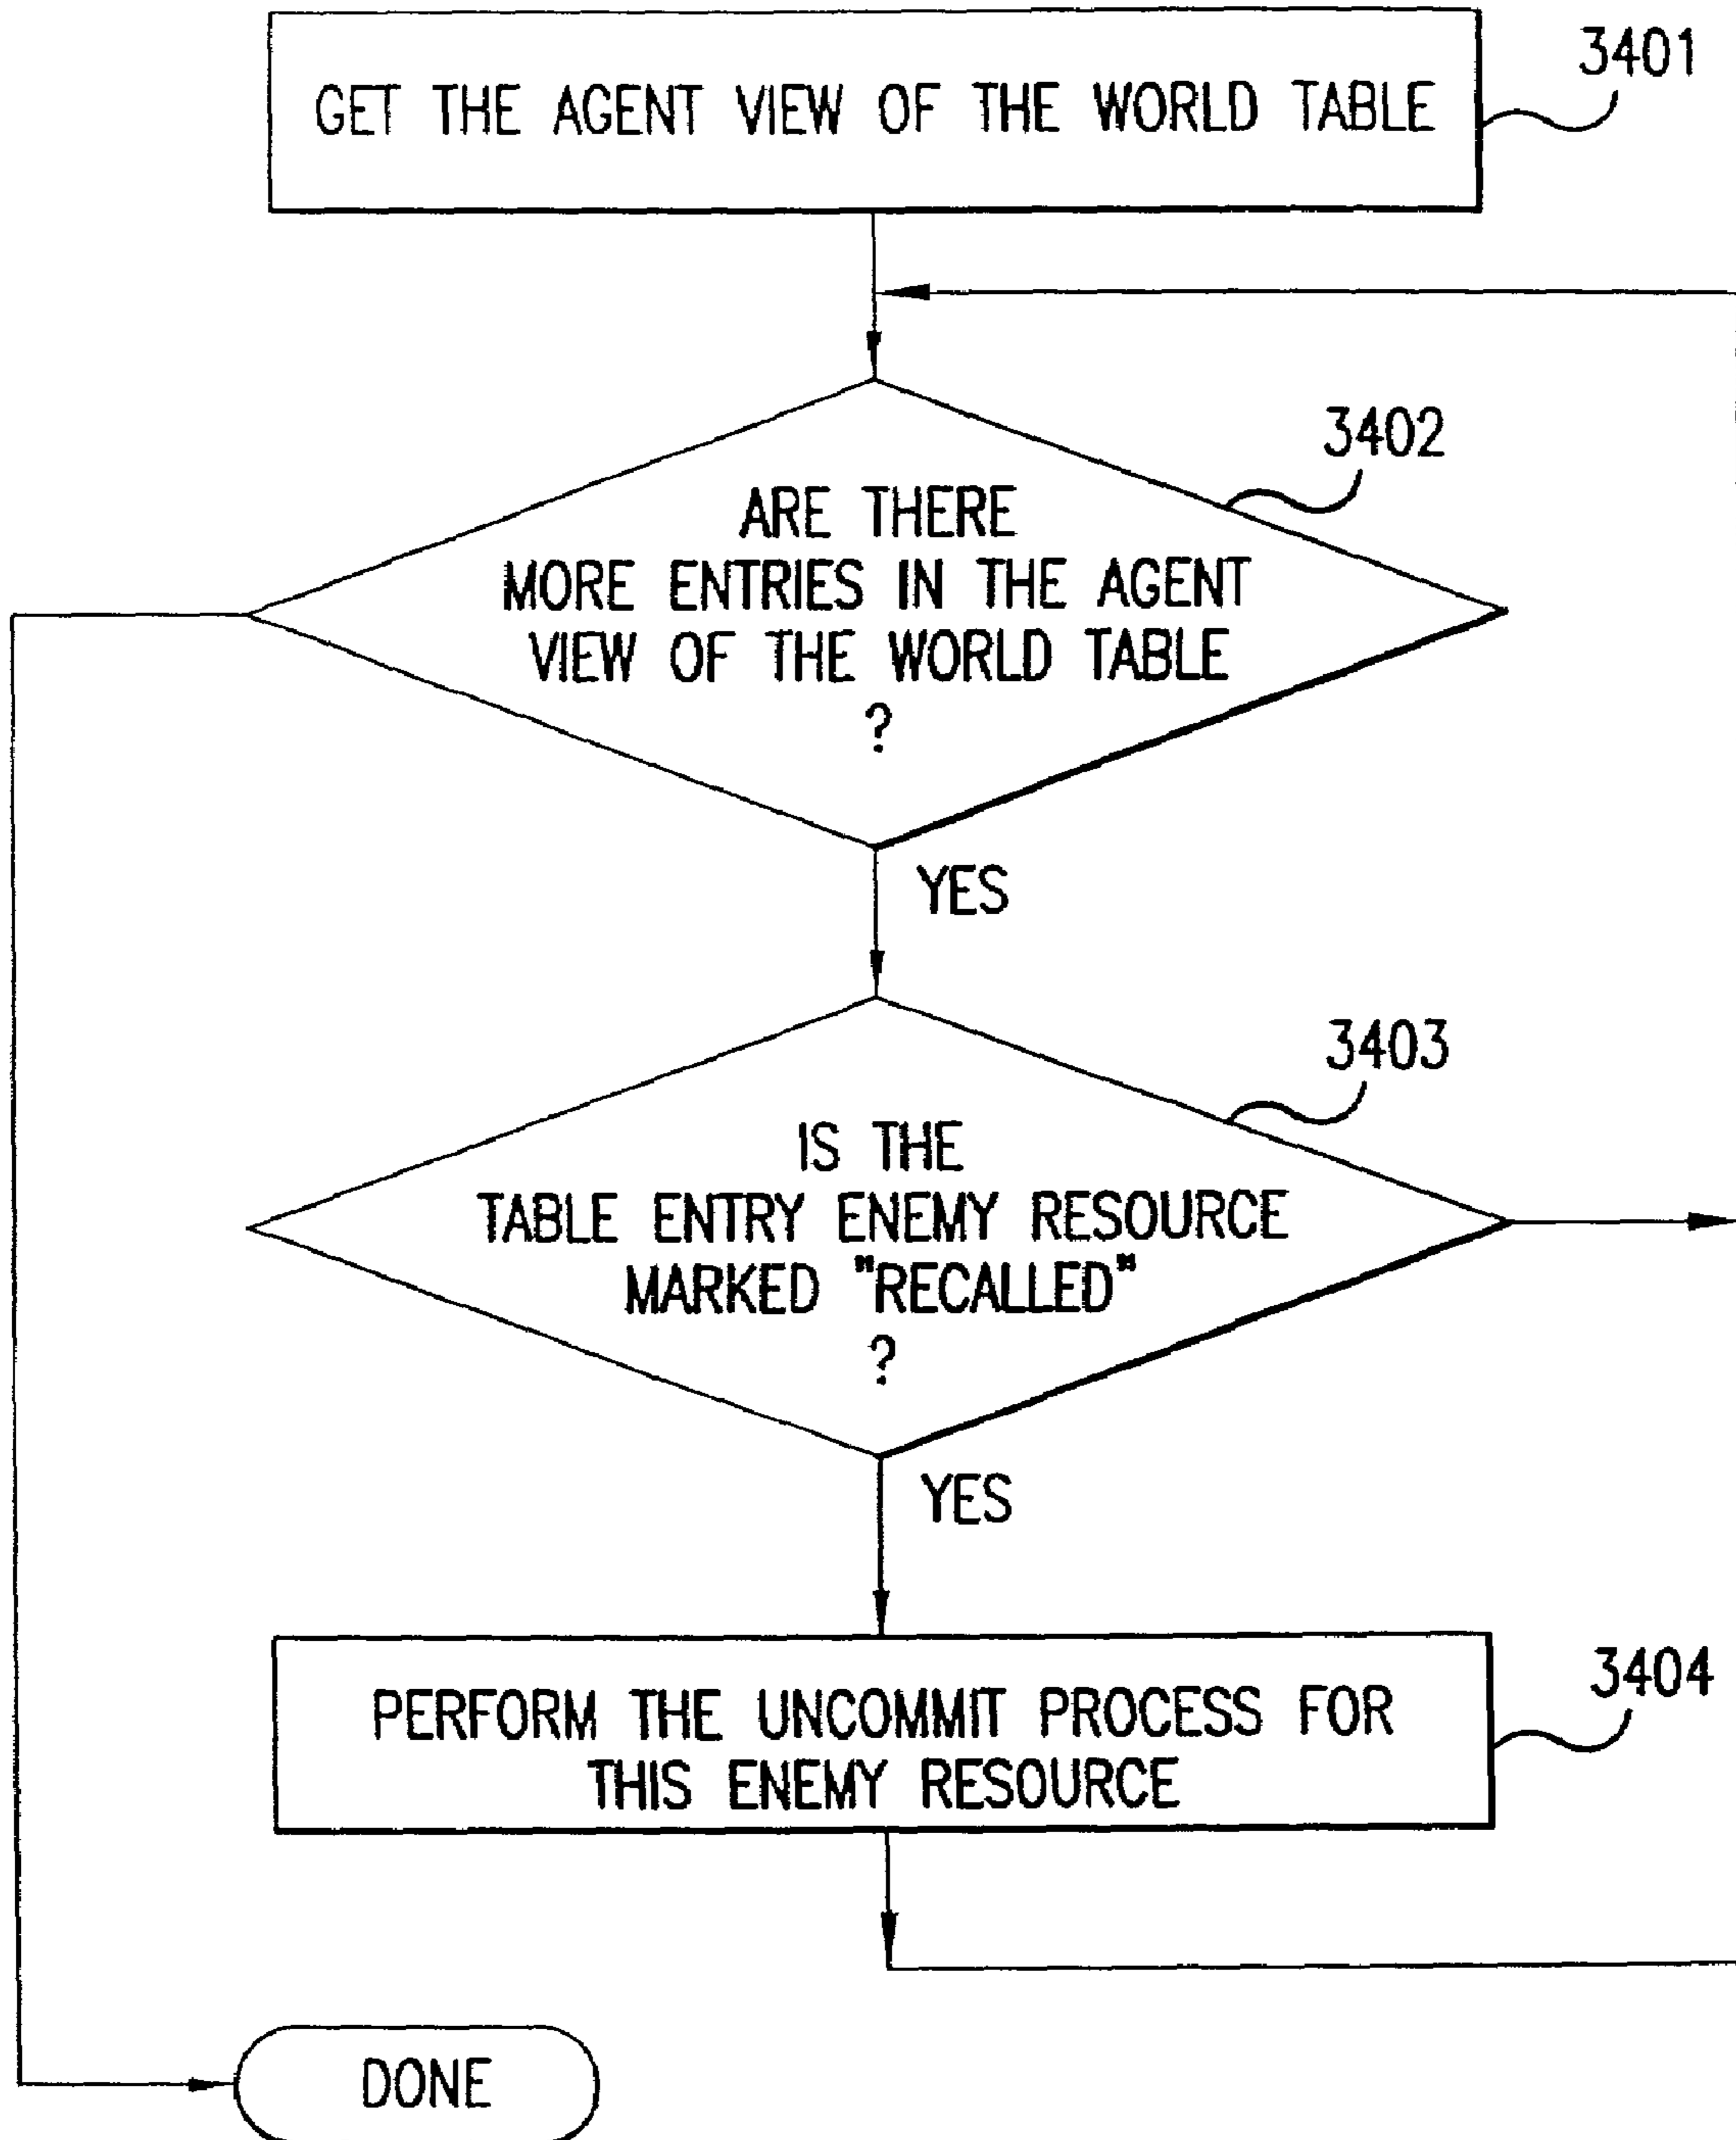 GET THE AGENT VIEW OF THE WORLD TABLE
3401
3402
ARE THERE
MORE ENTRIES IN THE AGENT
VIEW OF THE WORLD TABLE
?
YES
3403
IS THE
TABLE ENTRY ENEMY RESOURCE
MARKED "RECALLED"
?
YES
3404
PERFORM THE UNCOMMIT PROCESS FOR
THIS ENEMY RESOURCE
DONE